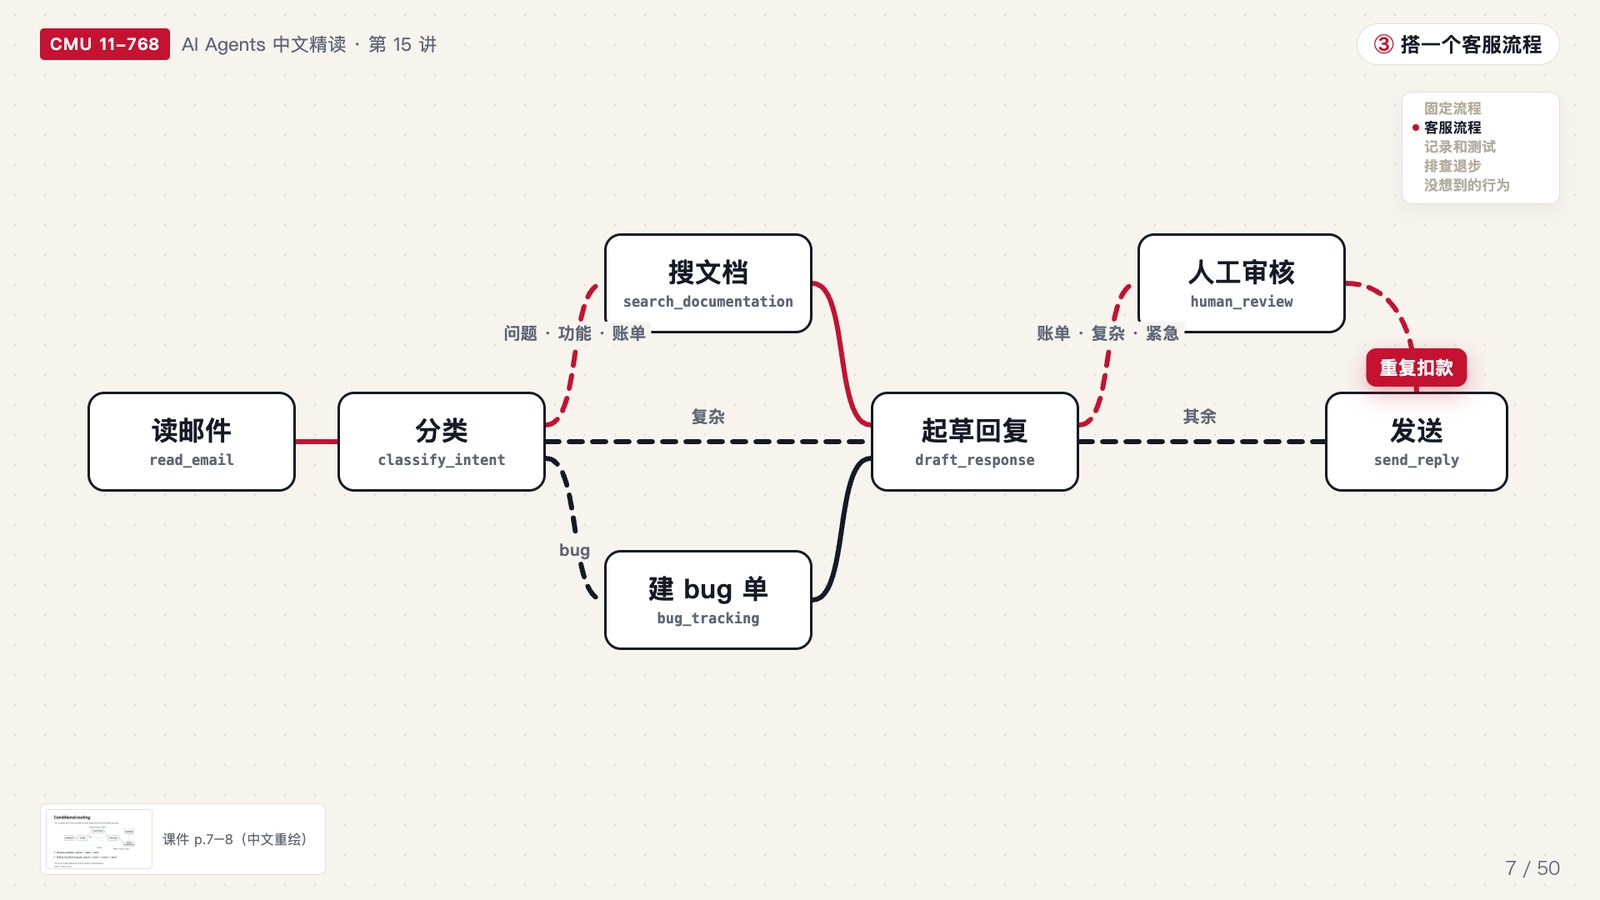 CMU 11-768
AI Agents 中文精读 · 第 15 讲
③ 搭一个客服流程
固定流程
客服流程
记录和测试
排查退步
没想到的行为
搜文档
search_documentation
人工审核
human_review
问题 · 功能 · 账单
账单 · 复杂 · 紧急
重复扣款
读邮件
read_email
分类
classify_intent
复杂
起草回复
draft_response
其余
发送
send_reply
bug
建 bug 单
bug_tracking
Conditional routing
课件 p.7–8（中文重绘）
7 / 50